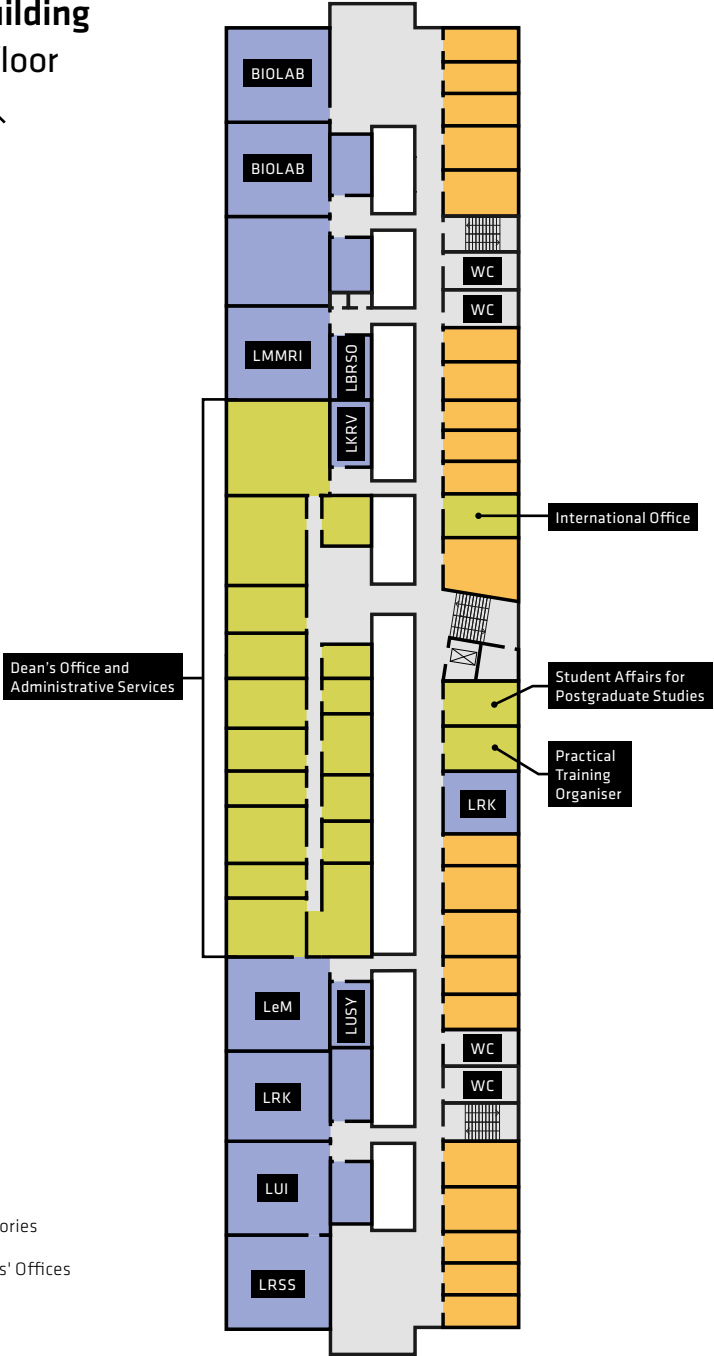 uilding
loor
BIOLAB
BIOLAB
WC
WC
LMMRI
LBRSO
LKRV
International Office
Dean's Office and
Administrative Services
Student Affairs for
Postgraduate Studies
Practical
Training
Organiser
LRK
LeM
LUSY
WC
LRK
WC
LUI
ories
s' Offices
LRSS